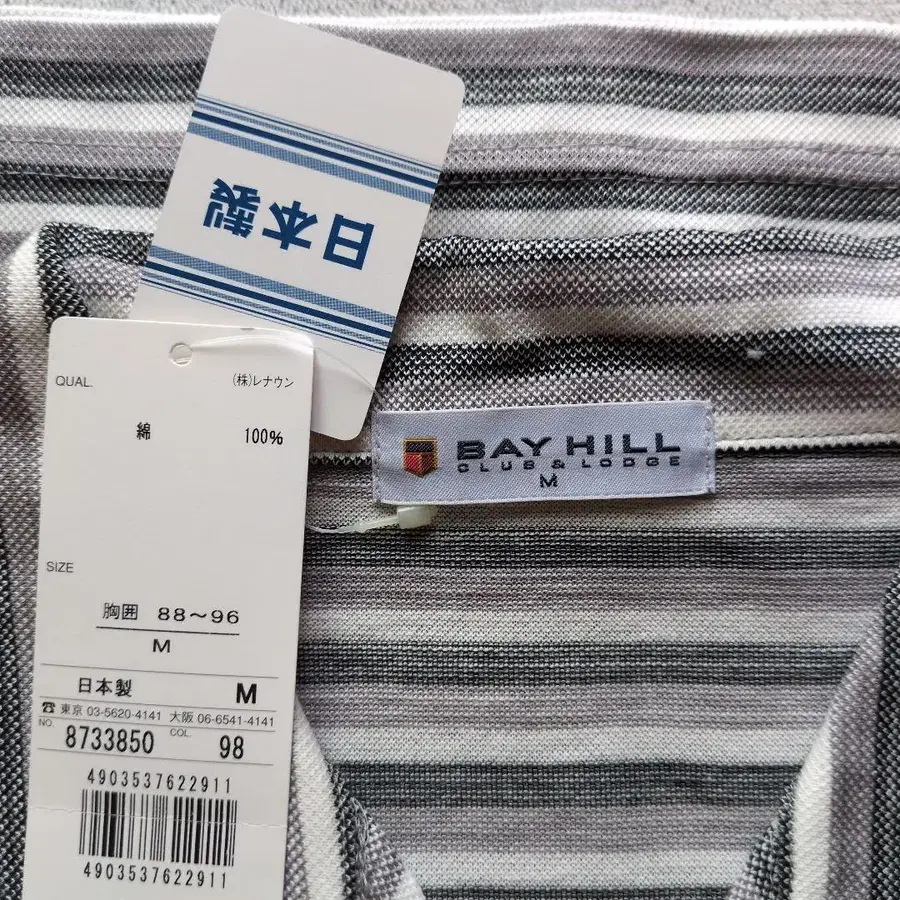 日本製
QUAL.
(株)レナウン
綿 100%
SIZE
胸囲 88〜96
M
日本製 M
☎ 東京 03-5620-4141 大阪 06-6541-4141
NO. 8733850 COL. 98
4903537622911
4903537622911
BAY HILL
CLUB & LODGE
M